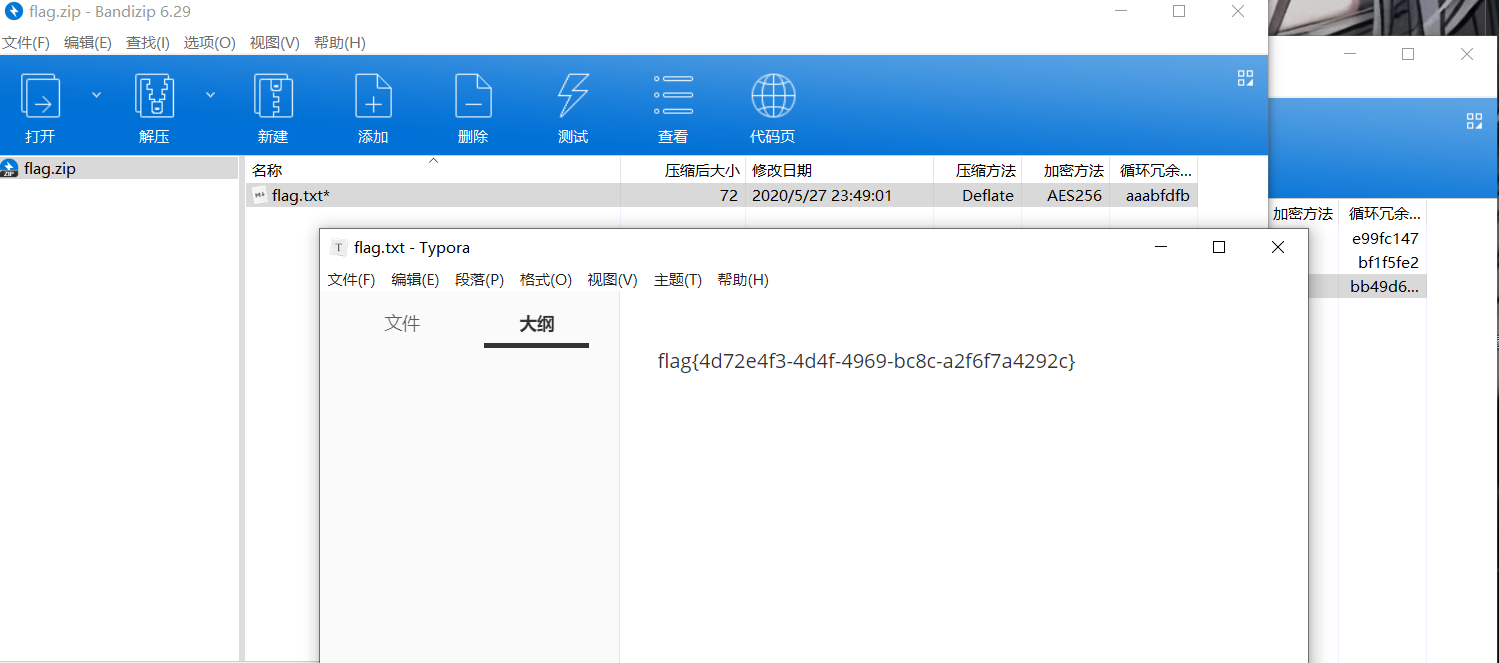 flag.zip - Bandizip 6.29
文件(F) 编辑(E) 查找(I) 选项(O) 视图(V) 帮助(H)
打开 解压 新建 添加 删除 测试 查看 代码页
flag.zip
名称 压缩后大小 修改日期 压缩方法 加密方法 循环冗余...
flag.txt* 72 2020/5/27 23:49:01 Deflate AES256 aaabfdfb
加密方法 循环冗余...
e99fc147
bf1f5fe2
bb49d6...
flag.txt - Typora
文件(F) 编辑(E) 段落(P) 格式(O) 视图(V) 主题(T) 帮助(H)
文件 大纲
flag{4d72e4f3-4d4f-4969-bc8c-a2f6f7a4292c}